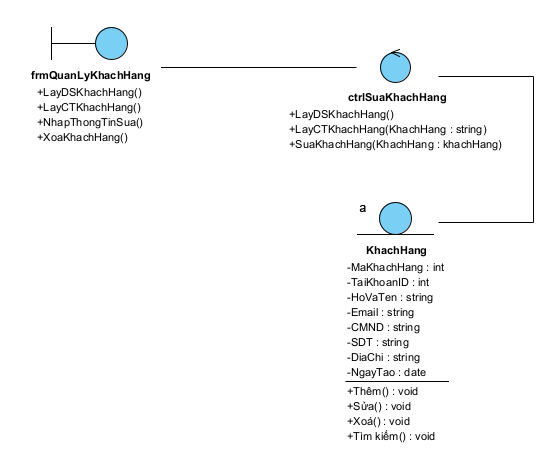 frmQuanLyKhachHang
+LayDSKhachHang()
+LayCTKhachHang()
+NhapThongTinSua()
+XoaKhachHang()
ctrlSuaKhachHang
+LayDSKhachHang()
+LayCTKhachHang(KhachHang : string)
+SuaKhachHang(KhachHang : khachHang)
a
KhachHang
-MaKhachHang : int
-TaiKhoanID : int
-HoVaTen : string
-Email : string
-CMND : string
-SDT : string
-DiaChi : string
-NgayTao : date
+Thêm() : void
+Sửa() : void
+Xoá() : void
+Tìm kiếm() : void